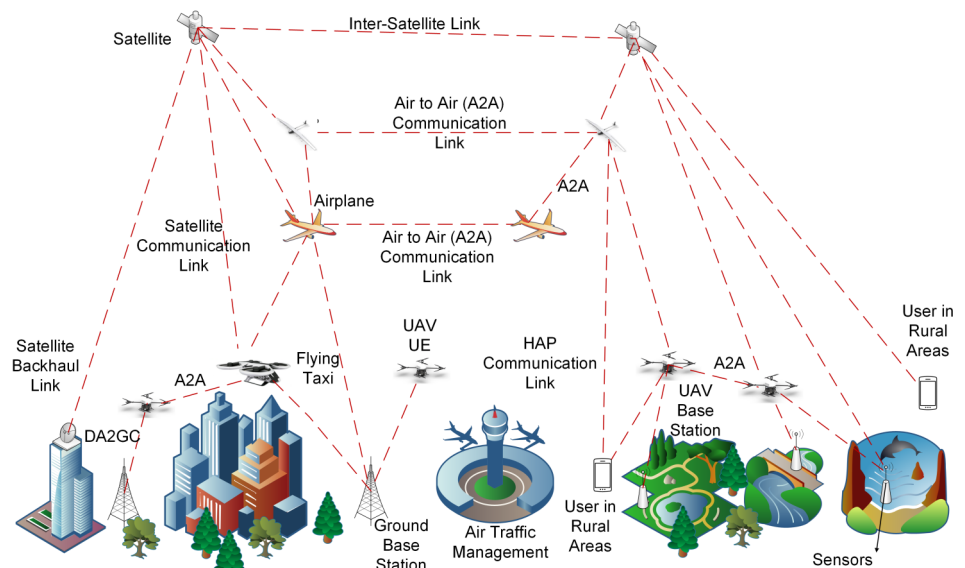 Inter-Satellite Link
Satellite
Air to Air (A2A)
Communication
Link
A2A
Airplane
Satellite
Communication
Link
Air to Air (A2A)
Communication
Link
User in
Rural
Areas
Satellite
Backhaul
Link
UAV
UE
HAP
Communication
Link
Flying
Taxi
A2A
A2A
UAV
Base
Station
DA2GC
Ground
Base
Station
Air Traffic
Management
User in
Rural
Areas
Sensors